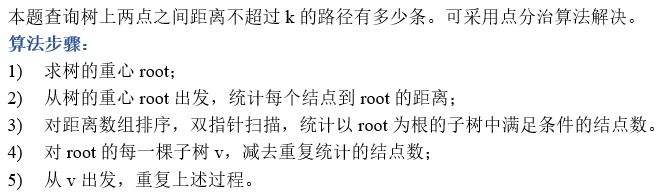 本题查询树上两点之间距离不超过 k 的路径有多少条。可采用点分治算法解决。
算法步骤：
1) 求树的重心 root；
2) 从树的重心 root 出发，统计每个结点到 root 的距离；
3) 对距离数组排序，双指针扫描，统计以 root 为根的子树中满足条件的结点数。
4) 对 root 的每一棵子树 v，减去重复统计的结点数；
5) 从 v 出发，重复上述过程。